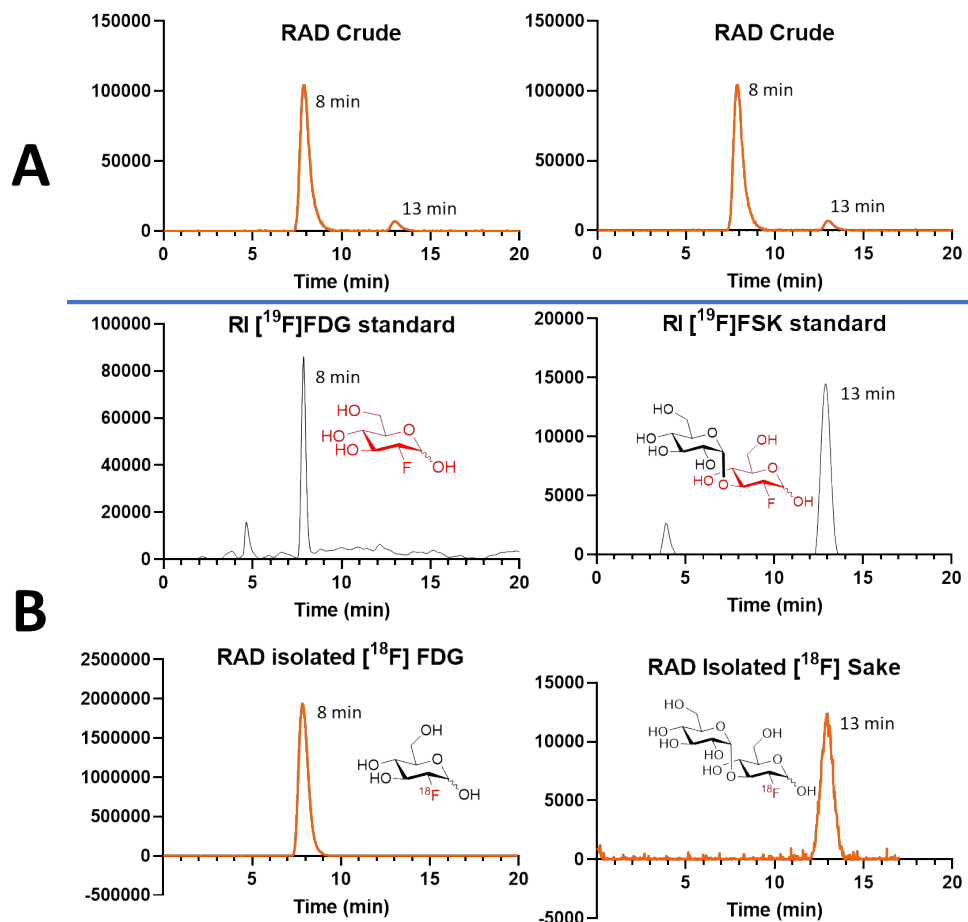 A
RAD Crude
150000
100000
50000
0
8 min
13 min
0 5 10 15 20
Time (min)
RAD Crude
150000
100000
50000
0
8 min
13 min
0 5 10 15 20
Time (min)
B
RI [¹⁹F]FDG standard
100000
80000
60000
40000
20000
0
8 min
HO
O
HO
HO
F
OH
0 5 10 15 20
Time (min)
RI [¹⁹F]FSK standard
20000
15000
10000
5000
0
13 min
HO
O
HO
HO
HO
OH
HO
O
O
F
OH
0 5 10 15 20
Time (min)
RAD isolated [¹⁸F] FDG
2500000
2000000
1500000
1000000
500000
0
-500000
8 min
OH
HO
O
HO
¹⁸F
OH
5 10 15 20
Time (min)
RAD Isolated [¹⁸F] Sake
15000
10000
5000
0
-5000
13 min
HO
O
HO
HO
HO
OH
HO
O
O
¹⁸F
OH
5 10 15 20
Time (min)